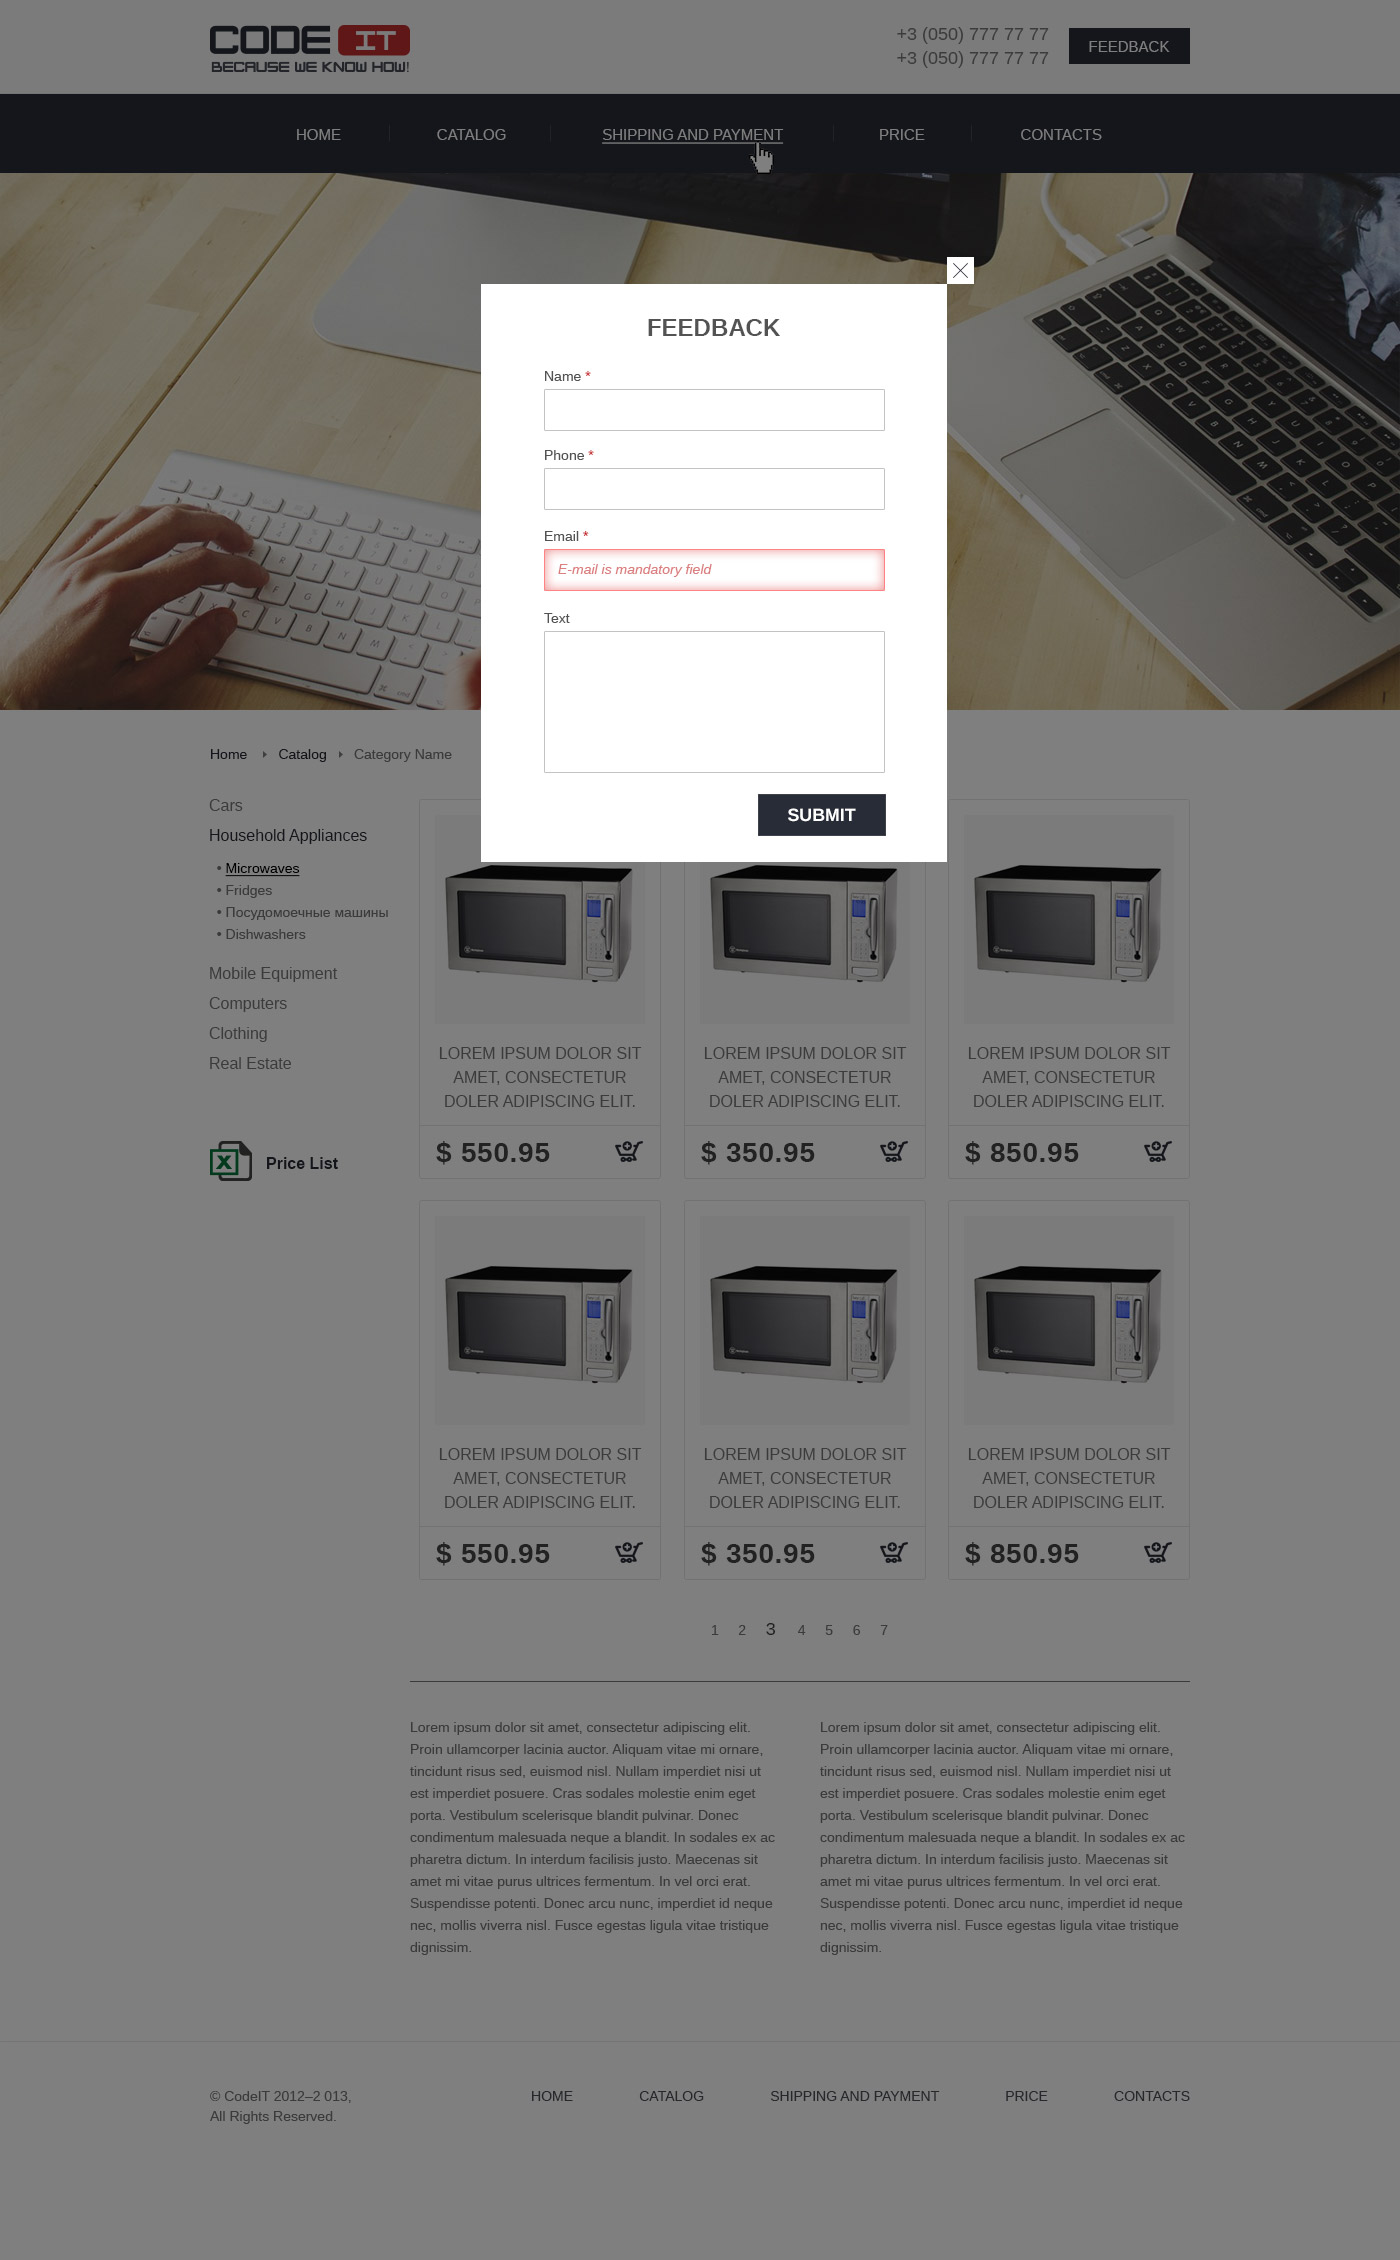 CODE IT
BECAUSE WE KNOW HOW!
+3 (050) 777 77 77
+3 (050) 777 77 77
FEEDBACK
HOME
CATALOG
SHIPPING AND PAYMENT
PRICE
CONTACTS
FEEDBACK
Name *
Phone *
Email *
E-mail is mandatory field
Text
SUBMIT
Home
Catalog
Category Name
Cars
Household Appliances
• Microwaves
• Fridges
• Посудомоечные машины
• Dishwashers
Mobile Equipment
Computers
Clothing
Real Estate
Price List
LOREM IPSUM DOLOR SIT
AMET, CONSECTETUR
DOLER ADIPISCING ELIT.
$ 550.95
LOREM IPSUM DOLOR SIT
AMET, CONSECTETUR
DOLER ADIPISCING ELIT.
$ 350.95
LOREM IPSUM DOLOR SIT
AMET, CONSECTETUR
DOLER ADIPISCING ELIT.
$ 850.95
LOREM IPSUM DOLOR SIT
AMET, CONSECTETUR
DOLER ADIPISCING ELIT.
$ 550.95
LOREM IPSUM DOLOR SIT
AMET, CONSECTETUR
DOLER ADIPISCING ELIT.
$ 350.95
LOREM IPSUM DOLOR SIT
AMET, CONSECTETUR
DOLER ADIPISCING ELIT.
$ 850.95
1 2 3 4 5 6 7
Lorem ipsum dolor sit amet, consectetur adipiscing elit.
Proin ullamcorper lacinia auctor. Aliquam vitae mi ornare,
tincidunt risus sed, euismod nisl. Nullam imperdiet nisi ut
est imperdiet posuere. Cras sodales molestie enim eget
porta. Vestibulum scelerisque blandit pulvinar. Donec
condimentum malesuada neque a blandit. In sodales ex ac
pharetra dictum. In interdum facilisis justo. Maecenas sit
amet mi vitae purus ultrices fermentum. In vel orci erat.
Suspendisse potenti. Donec arcu nunc, imperdiet id neque
nec, mollis viverra nisl. Fusce egestas ligula vitae tristique
dignissim.
Lorem ipsum dolor sit amet, consectetur adipiscing elit.
Proin ullamcorper lacinia auctor. Aliquam vitae mi ornare,
tincidunt risus sed, euismod nisl. Nullam imperdiet nisi ut
est imperdiet posuere. Cras sodales molestie enim eget
porta. Vestibulum scelerisque blandit pulvinar. Donec
condimentum malesuada neque a blandit. In sodales ex ac
pharetra dictum. In interdum facilisis justo. Maecenas sit
amet mi vitae purus ultrices fermentum. In vel orci erat.
Suspendisse potenti. Donec arcu nunc, imperdiet id neque
nec, mollis viverra nisl. Fusce egestas ligula vitae tristique
dignissim.
© CodeIT 2012–2 013,
All Rights Reserved.
HOME
CATALOG
SHIPPING AND PAYMENT
PRICE
CONTACTS